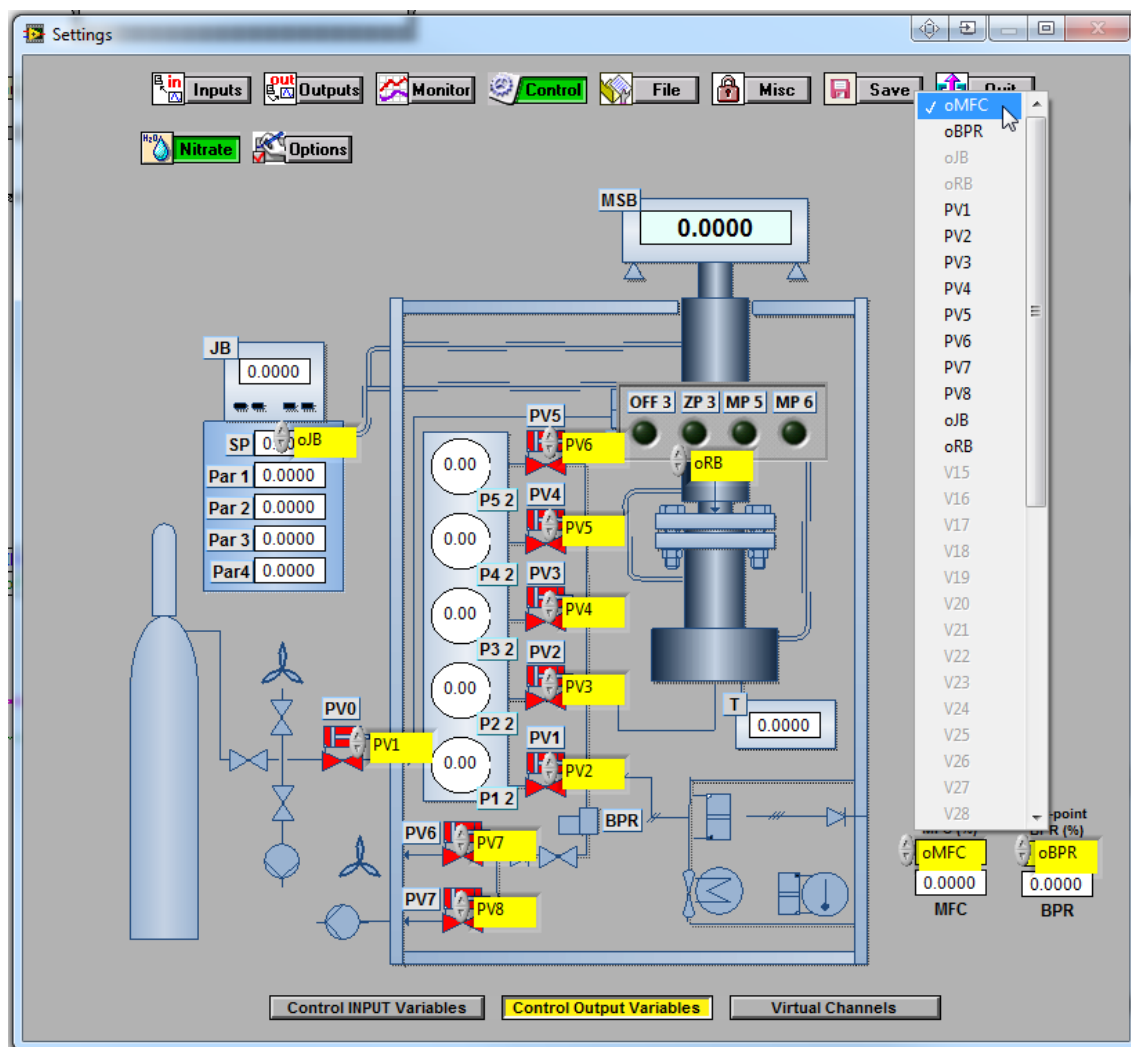 Settings
in
Inputs
out
Outputs
Monitor
Control
File
Misc
Save
Quit
H2O
Nitrate
Options
oMFC
oBPR
oJB
oRB
PV1
PV2
PV3
PV4
PV5
PV6
PV7
PV8
oJB
oRB
V15
V16
V17
V18
V19
V20
V21
V22
V23
V24
V25
V26
V27
V28
MSB
0.0000
JB
0.0000
SP
oJB
Par 1 0.0000
Par 2 0.0000
Par 3 0.0000
Par4 0.0000
OFF 3 ZP 3 MP 5 MP 6
oRB
PV5
0.00
PV6
P5 2
PV4
0.00
PV5
P4 2
PV3
0.00
PV4
P3 2
PV2
0.00
PV3
P2 2
PV1
0.00
PV2
P1 2
PV0
PV1
T
0.0000
BPR
PV6
PV7
PV7
PV8
-point
MFC (%)
BPR (%)
oMFC oBPR
0.0000 0.0000
MFC BPR
Control INPUT Variables
Control Output Variables
Virtual Channels